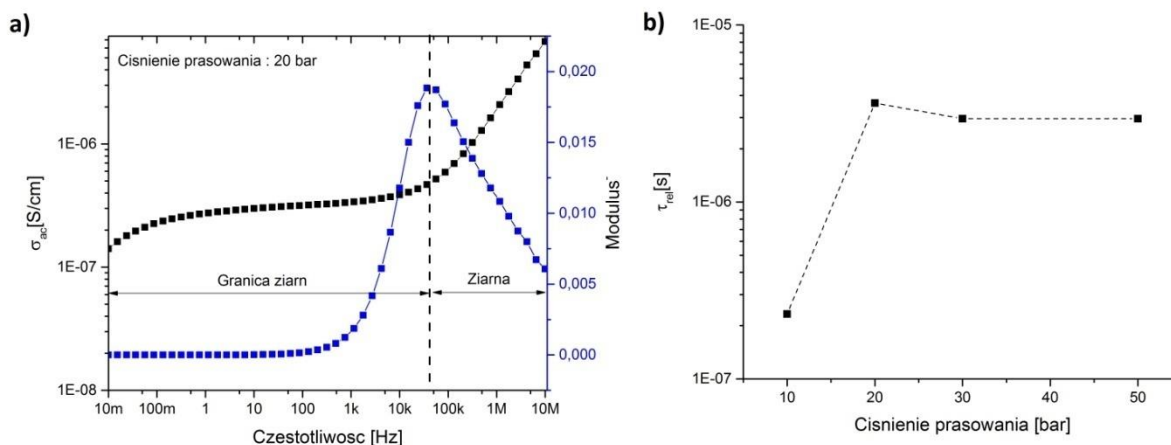 a)
Cisnienie prasowania : 20 bar
σac[S/cm]
1E-06
1E-07
1E-08
Granica ziarn
Ziarna
10m 100m 1 10 100 1k 10k 100k 1M 10M
Czestotliwosc [Hz]
0,020
0,015
0,010
0,005
0,000
Modulus-
b)
1E-05
1E-06
1E-07
τrel[s]
10 20 30 40 50
Cisnienie prasowania [bar]